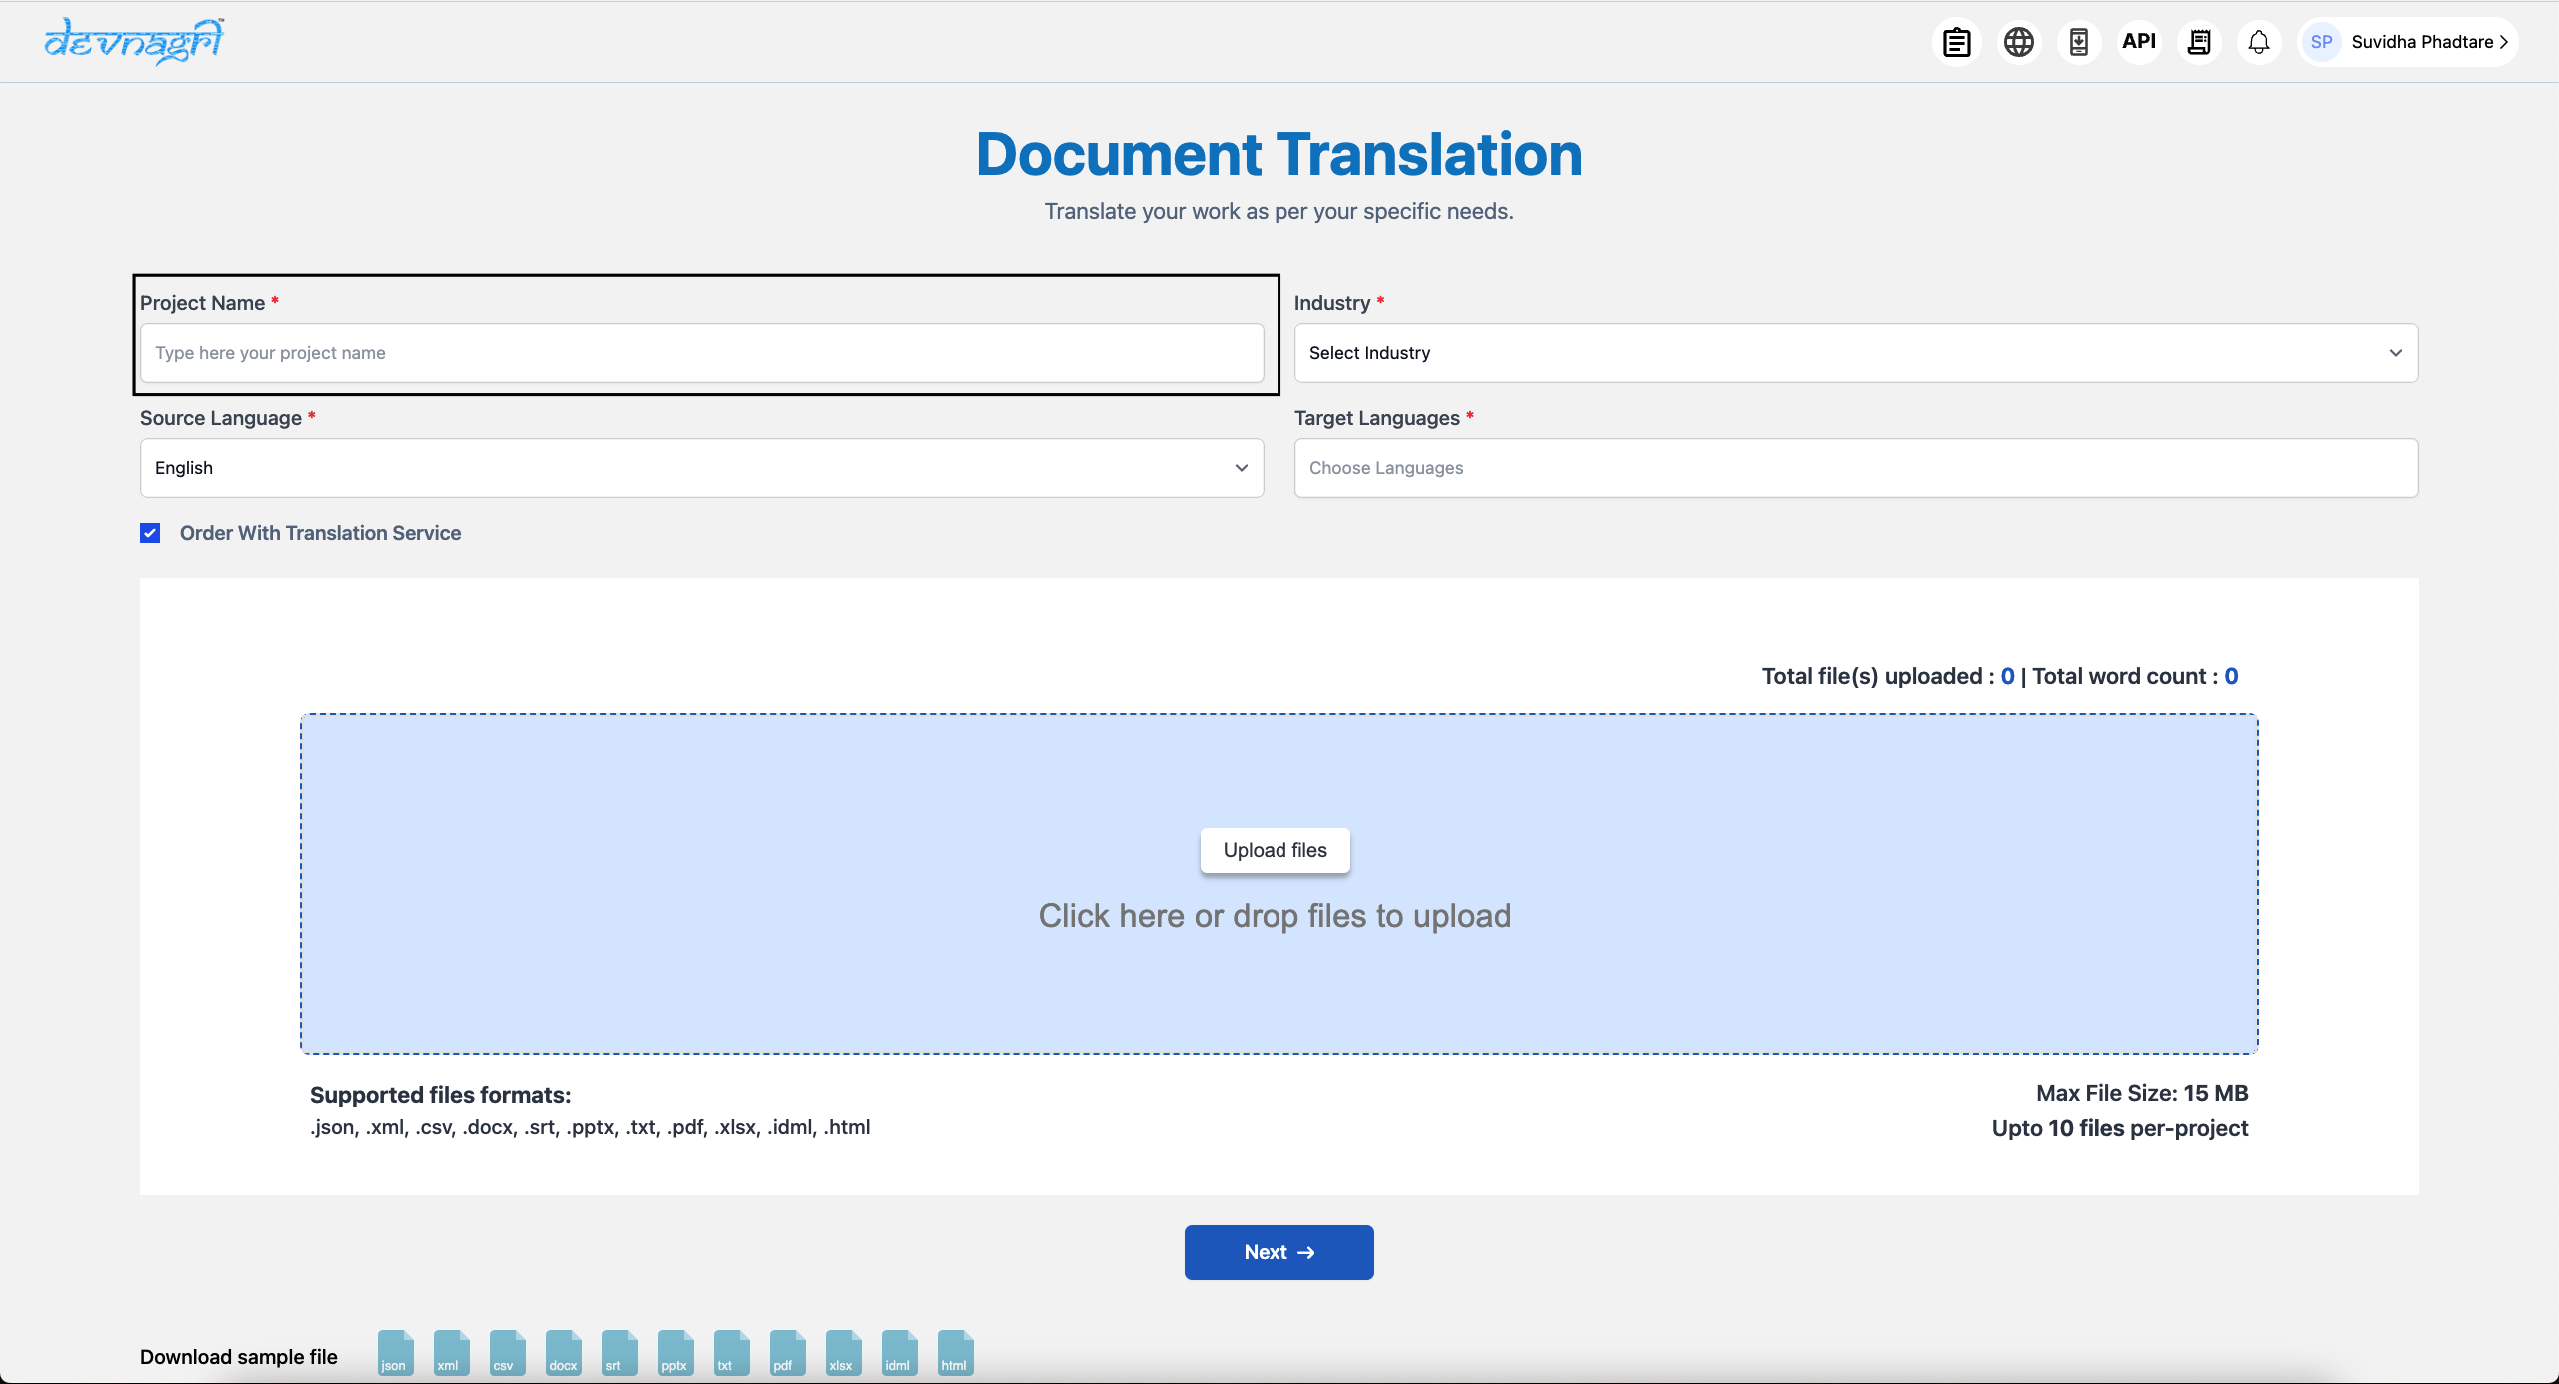 devnagri
API
SP Suvidha Phadtare
Document Translation
Translate your work as per your specific needs.
Project Name *
Type here your project name
Industry *
Select Industry
Source Language *
English
Target Languages *
Choose Languages
Order With Translation Service
Total file(s) uploaded : 0 | Total word count : 0
Upload files
Click here or drop files to upload
Supported files formats:
.json, .xml, .csv, .docx, .srt, .pptx, .txt, .pdf, .xlsx, .idml, .html
Max File Size: 15 MB
Upto 10 files per-project
Next →
Download sample file
json xml csv docx srt pptx txt pdf xlsx idml html